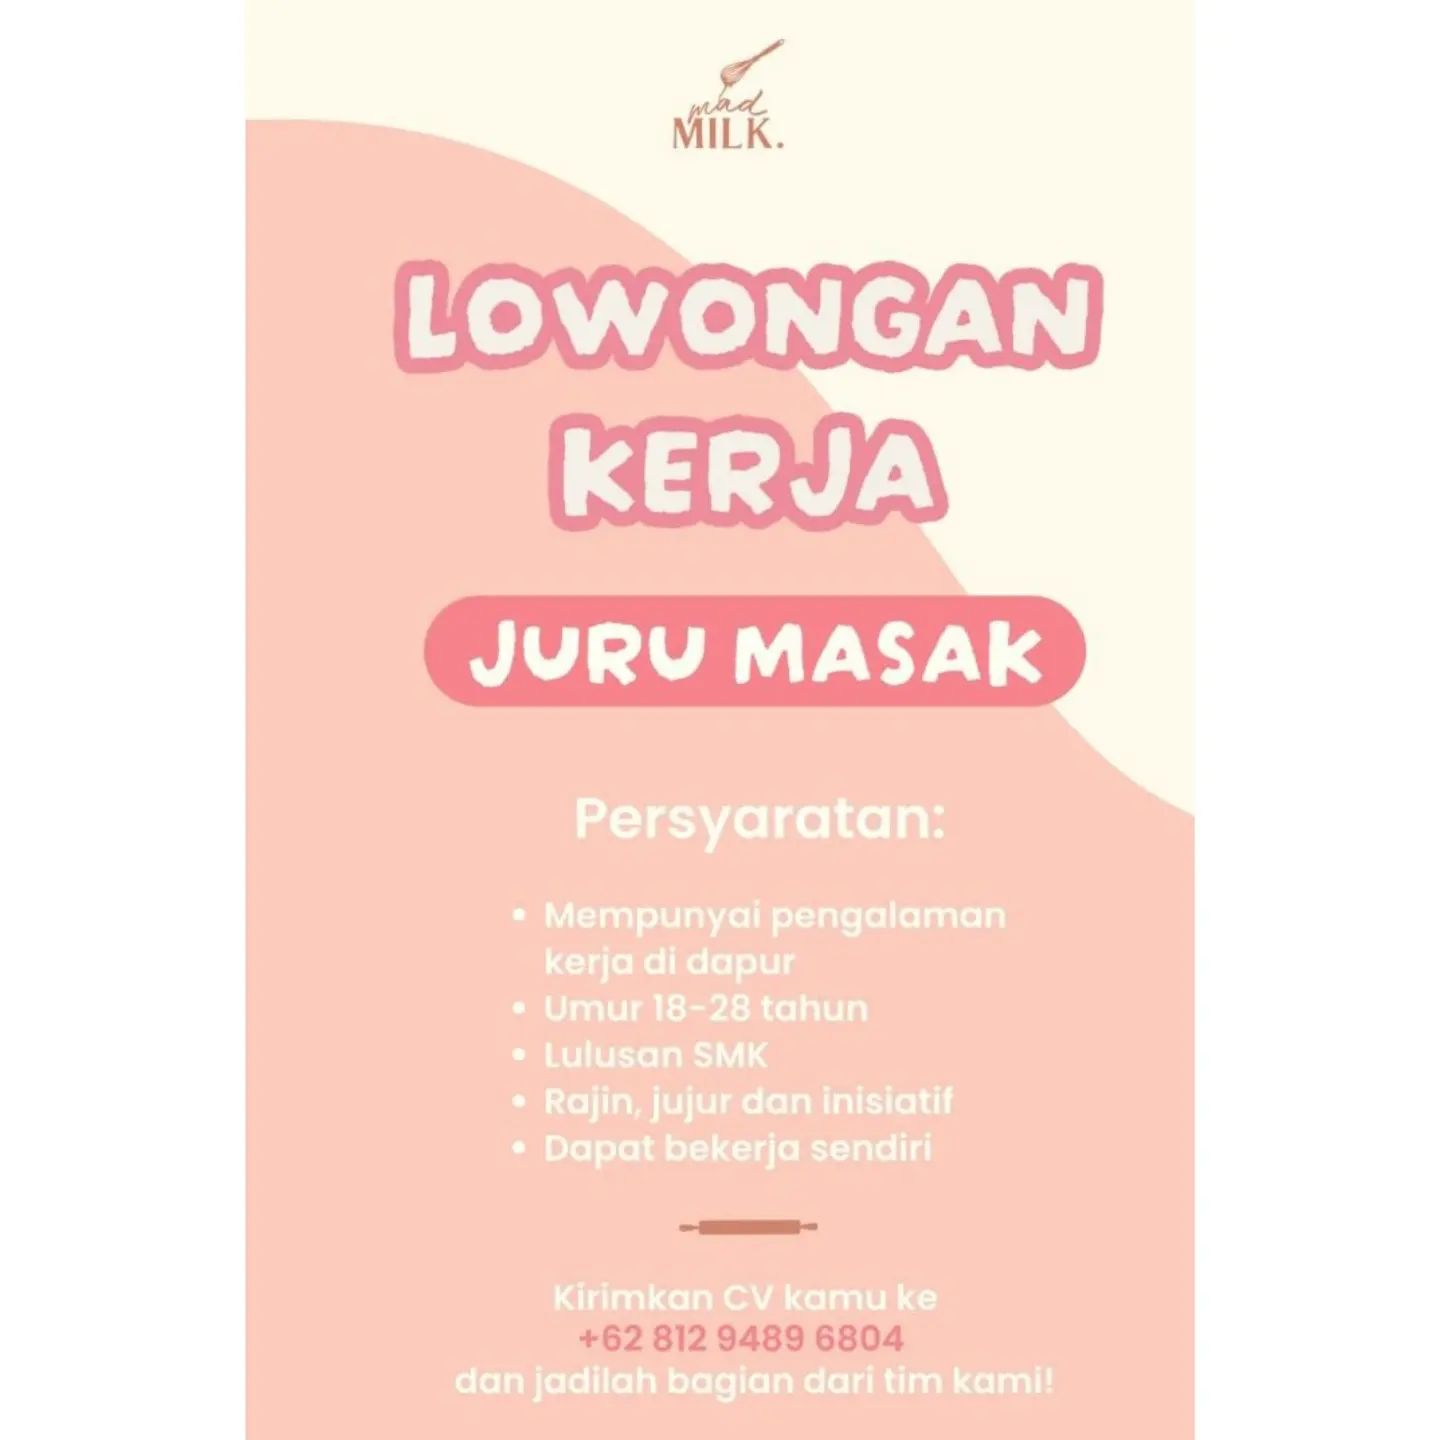 mad
MILK.
LOWONGAN
KERJA
JURU MASAK
Persyaratan:
• Mempunyai pengalaman
kerja di dapur
• Umur 18-28 tahun
• Lulusan SMK
• Rajin, jujur dan inisiatif
• Dapat bekerja sendiri
Kirimkan CV kamu ke
+62 812 9489 6804
dan jadilah bagian dari tim kami!